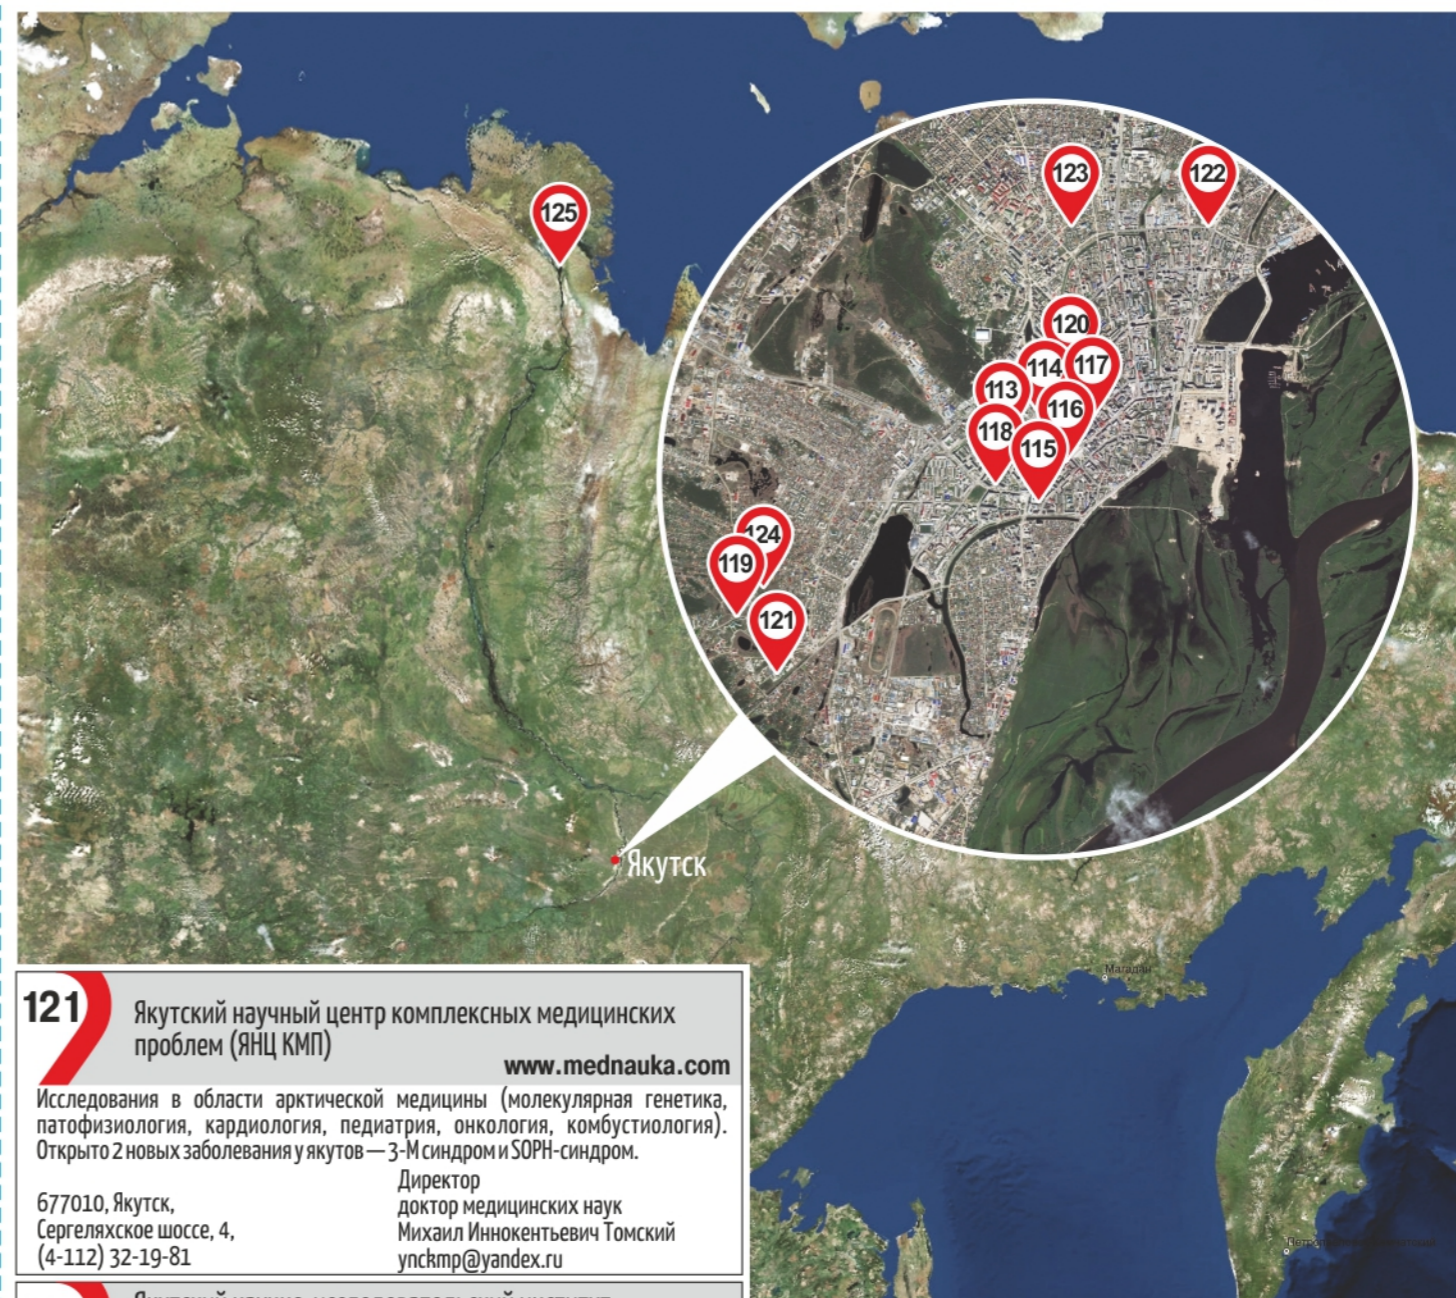 125
123
122
120
114
117
113
116
118
115
124
119
121
Якутск
Магадан
121
Якутский научный центр комплексных медицинских
проблем (ЯНЦ КМП)
www.mednauka.com
Исследования в области арктической медицины (молекулярная генетика,
патофизиология, кардиология, педиатрия, онкология, комбустиология).
Открыто 2 новых заболевания у якутов — 3-М синдром и SOPH-синдром.
677010, Якутск,
Сергеляхское шоссе, 4,
(4-112) 32-19-81
Директор
доктор медицинских наук
Михаил Иннокентьевич Томский
ynckmp@yandex.ru